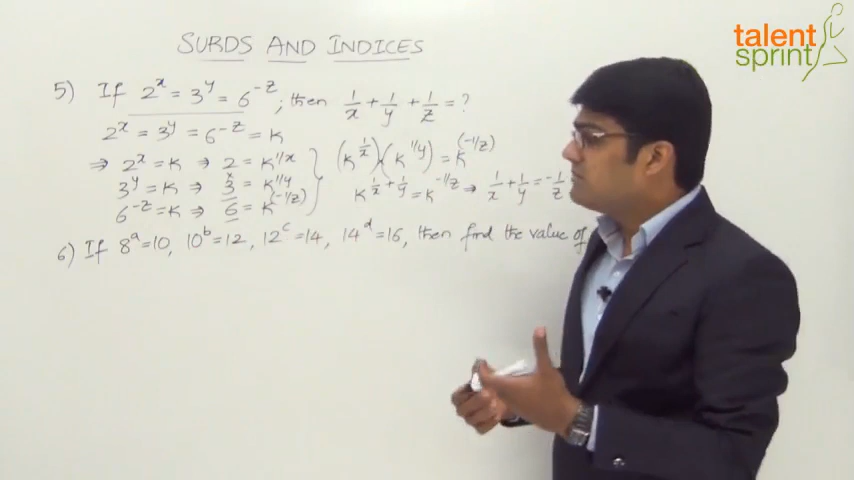 talent
sprint
SURDS AND INDICES
5) If 2^x = 3^y = 6^-z ; then 1/x + 1/y + 1/z = ?
2^x = 3^y = 6^-z = K
⇒ 2^x = K ⇒ 2 = K^1/x
3^y = K ⇒ 3 = K^1/y
6^-z = K ⇒ 6 = K^(-1/z)
×
(K^1/x) · (K^1/y) = K^(-1/z)
K^1/x + 1/y = K^-1/z ⇒ 1/x + 1/y = -1/z
6) If 8^a = 10, 10^b = 12, 12^c = 14, 14^d = 16, then find the value of